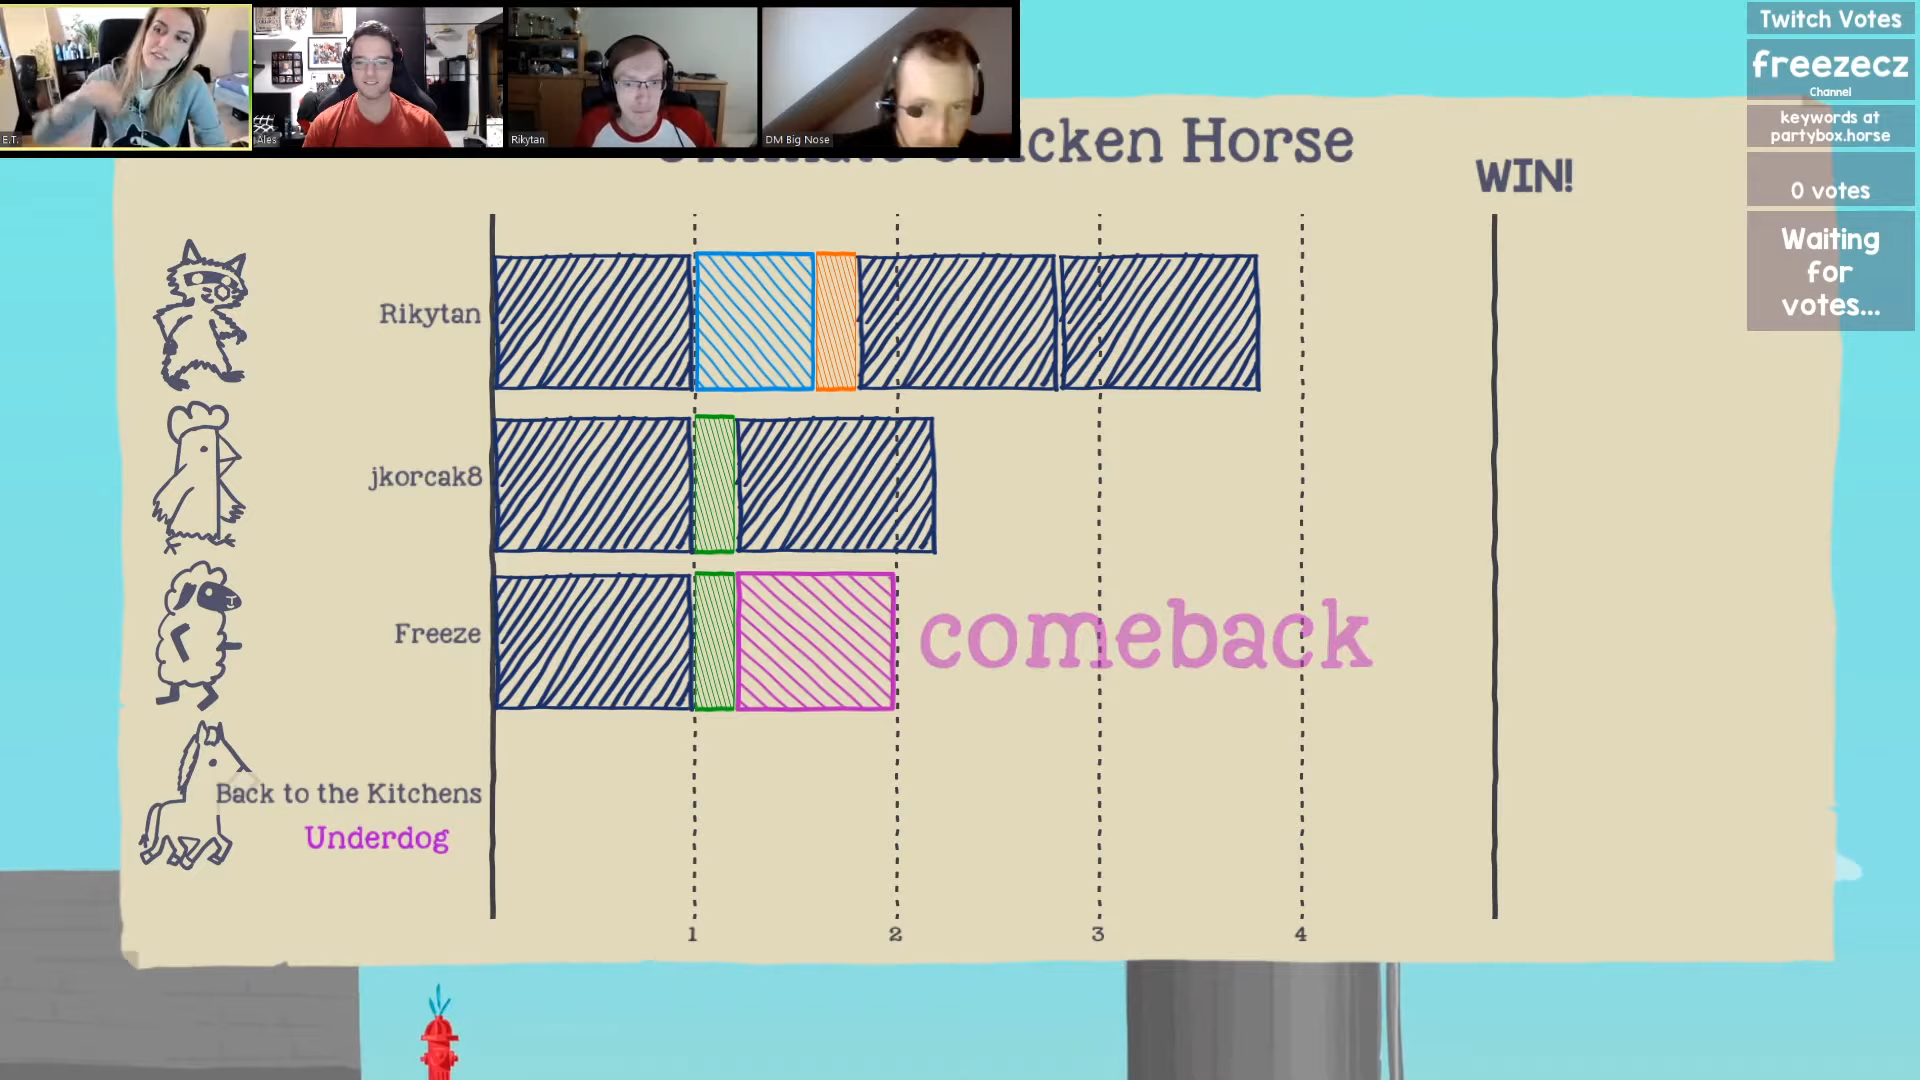 E.T.
Ales
Rikytan
DM Big Nose
cken Horse
WIN!
Twitch Votes
freezecz
Channel
keywords at
partybox.horse
0 votes
Waiting
for
votes...
Rikytan
jkorcak8
Freeze
comeback
Back to the Kitchens
Underdog
1
2
3
4